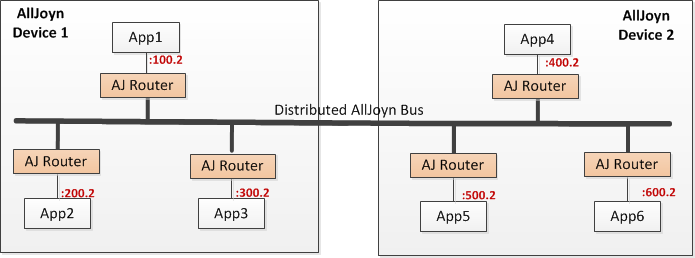 AllJoyn
Device 1
App1
:100.2
AJ Router
AJ Router
:200.2
App2
AJ Router
:300.2
App3
Distributed AllJoyn Bus
AllJoyn
Device 2
App4
:400.2
AJ Router
AJ Router
:500.2
App5
AJ Router
:600.2
App6